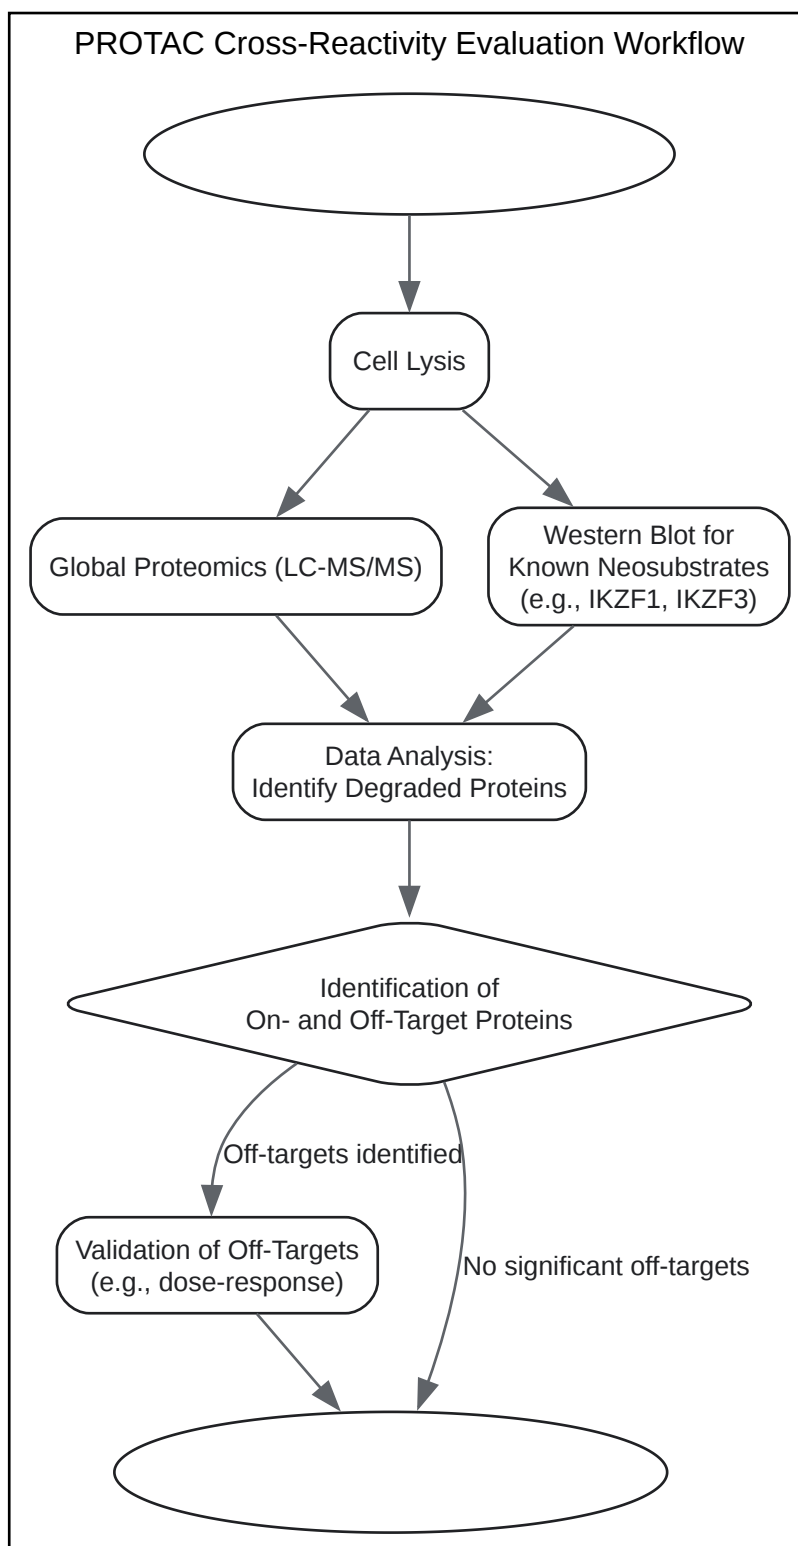 PROTAC Cross-Reactivity Evaluation Workflow
Cell Lysis
Global Proteomics (LC-MS/MS)
Western Blot for
Known Neosubstrates
(e.g., IKZF1, IKZF3)
Data Analysis:
Identify Degraded Proteins
Identification of
On- and Off-Target Proteins
Off-targets identified
Validation of Off-Targets
(e.g., dose-response)
No significant off-targets